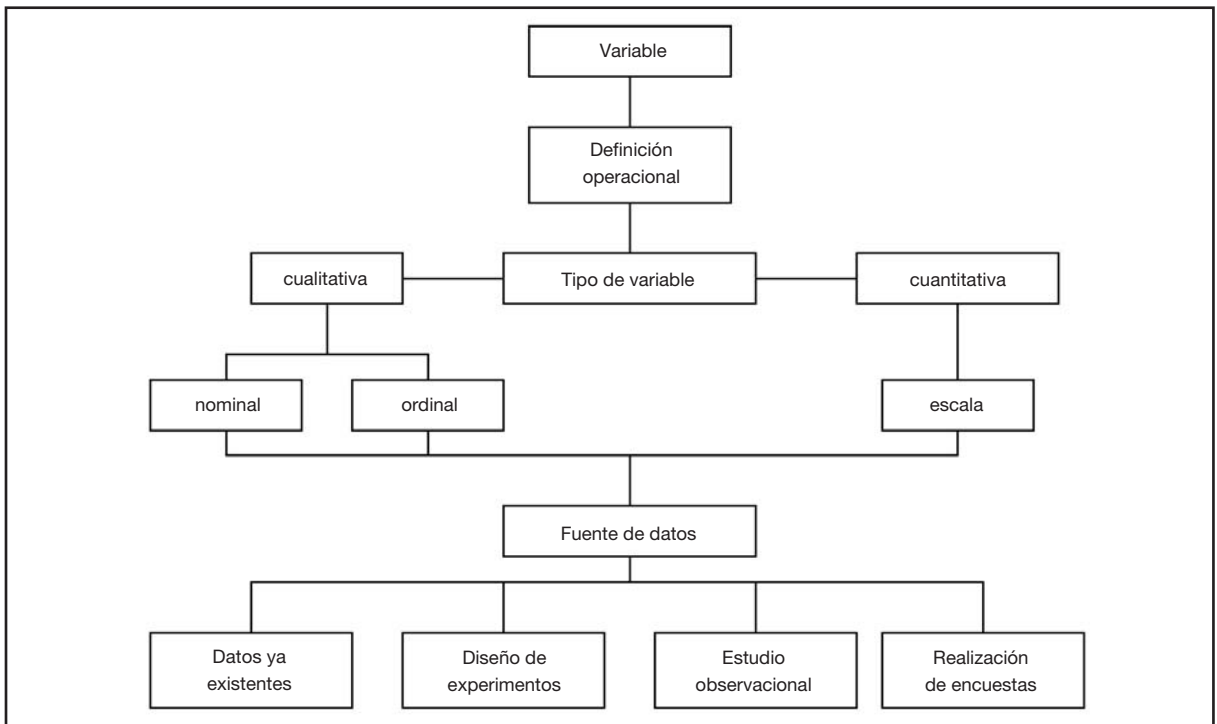 Variable
Definición
operacional
cualitativa
Tipo de variable
cuantitativa
nominal
ordinal
escala
Fuente de datos
Datos ya
existentes
Diseño de
experimentos
Estudio
observacional
Realización
de encuestas